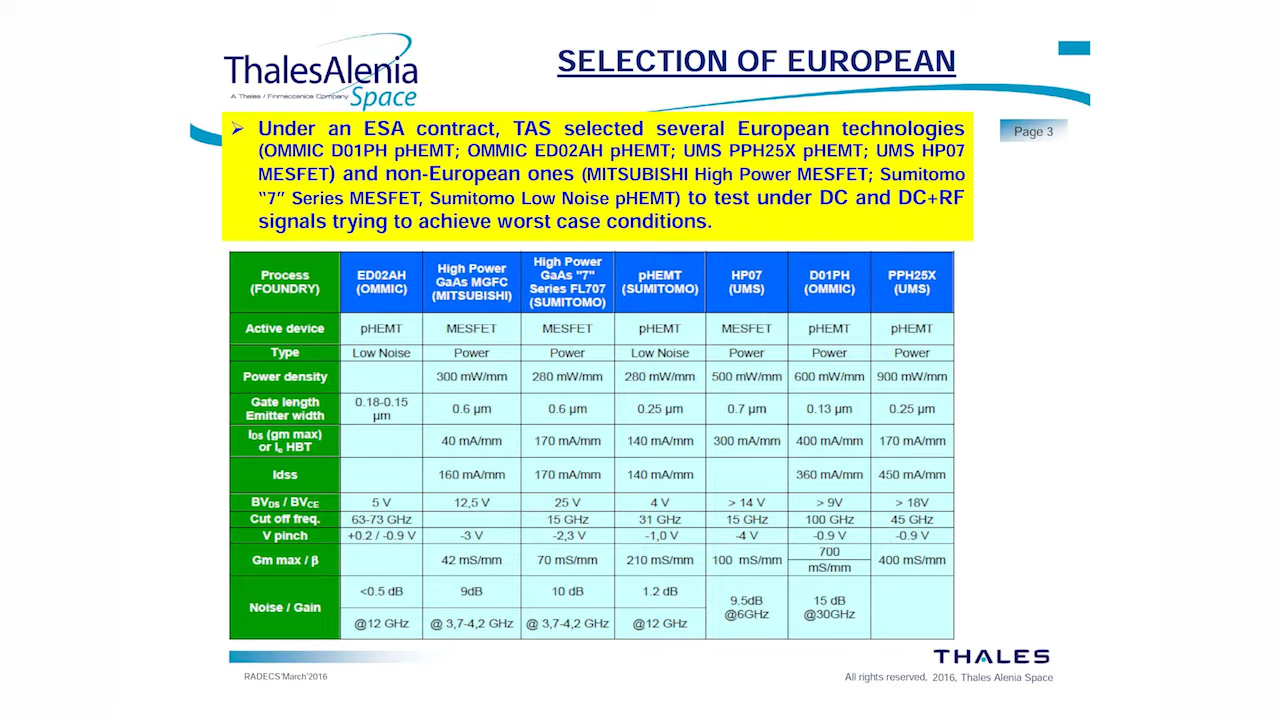 ThalesAlenia
A Thales / Finmeccanica Company
Space
SELECTION OF EUROPEAN
Page 3
Under an ESA contract, TAS selected several European technologies
(OMMIC D01PH pHEMT; OMMIC ED02AH pHEMT; UMS PPH25X pHEMT; UMS HP07
MESFET) and non-European ones (MITSUBISHI High Power MESFET; Sumitomo
“7” Series MESFET, Sumitomo Low Noise pHEMT) to test under DC and DC+RF
signals trying to achieve worst case conditions.
Process (FOUNDRY) ED02AH (OMMIC) High Power GaAs MGFC (MITSUBISHI) High Power GaAs "7" Series FL707 (SUMITOMO) pHEMT (SUMITOMO) HP07 (UMS) D01PH (OMMIC) PPH25X (UMS)
Active device pHEMT MESFET MESFET pHEMT MESFET pHEMT pHEMT
Type Low Noise Power Power Low Noise Power Power Power
Power density 300 mW/mm 280 mW/mm 280 mW/mm 500 mW/mm 600 mW/mm 900 mW/mm
Gate length Emitter width 0.18-0.15 µm 0.6 µm 0.6 µm 0.25 µm 0.7 µm 0.13 µm 0.25 µm
IDS (gm max) or Ic HBT 40 mA/mm 170 mA/mm 140 mA/mm 300 mA/mm 400 mA/mm 170 mA/mm
Idss 160 mA/mm 170 mA/mm 140 mA/mm 360 mA/mm 450 mA/mm
BVDS / BVCE 5 V 12,5 V 25 V 4 V > 14 V > 9V > 18V
Cut off freq. 63-73 GHz 15 GHz 31 GHz 15 GHz 100 GHz 45 GHz
V pinch +0.2 / -0.9 V -3 V -2,3 V -1,0 V -4 V -0.9 V -0.9 V
Gm max / β 42 mS/mm 70 mS/mm 210 mS/mm 100 mS/mm 700 mS/mm 400 mS/mm
Noise / Gain <0.5 dB 9dB 10 dB 1.2 dB 9.5dB @6GHz 15 dB @30GHz
@12 GHz @ 3,7-4,2 GHz @ 3,7-4,2 GHz @12 GHz
THALES
RADECS'March'2016
All rights reserved, 2016, Thales Alenia Space